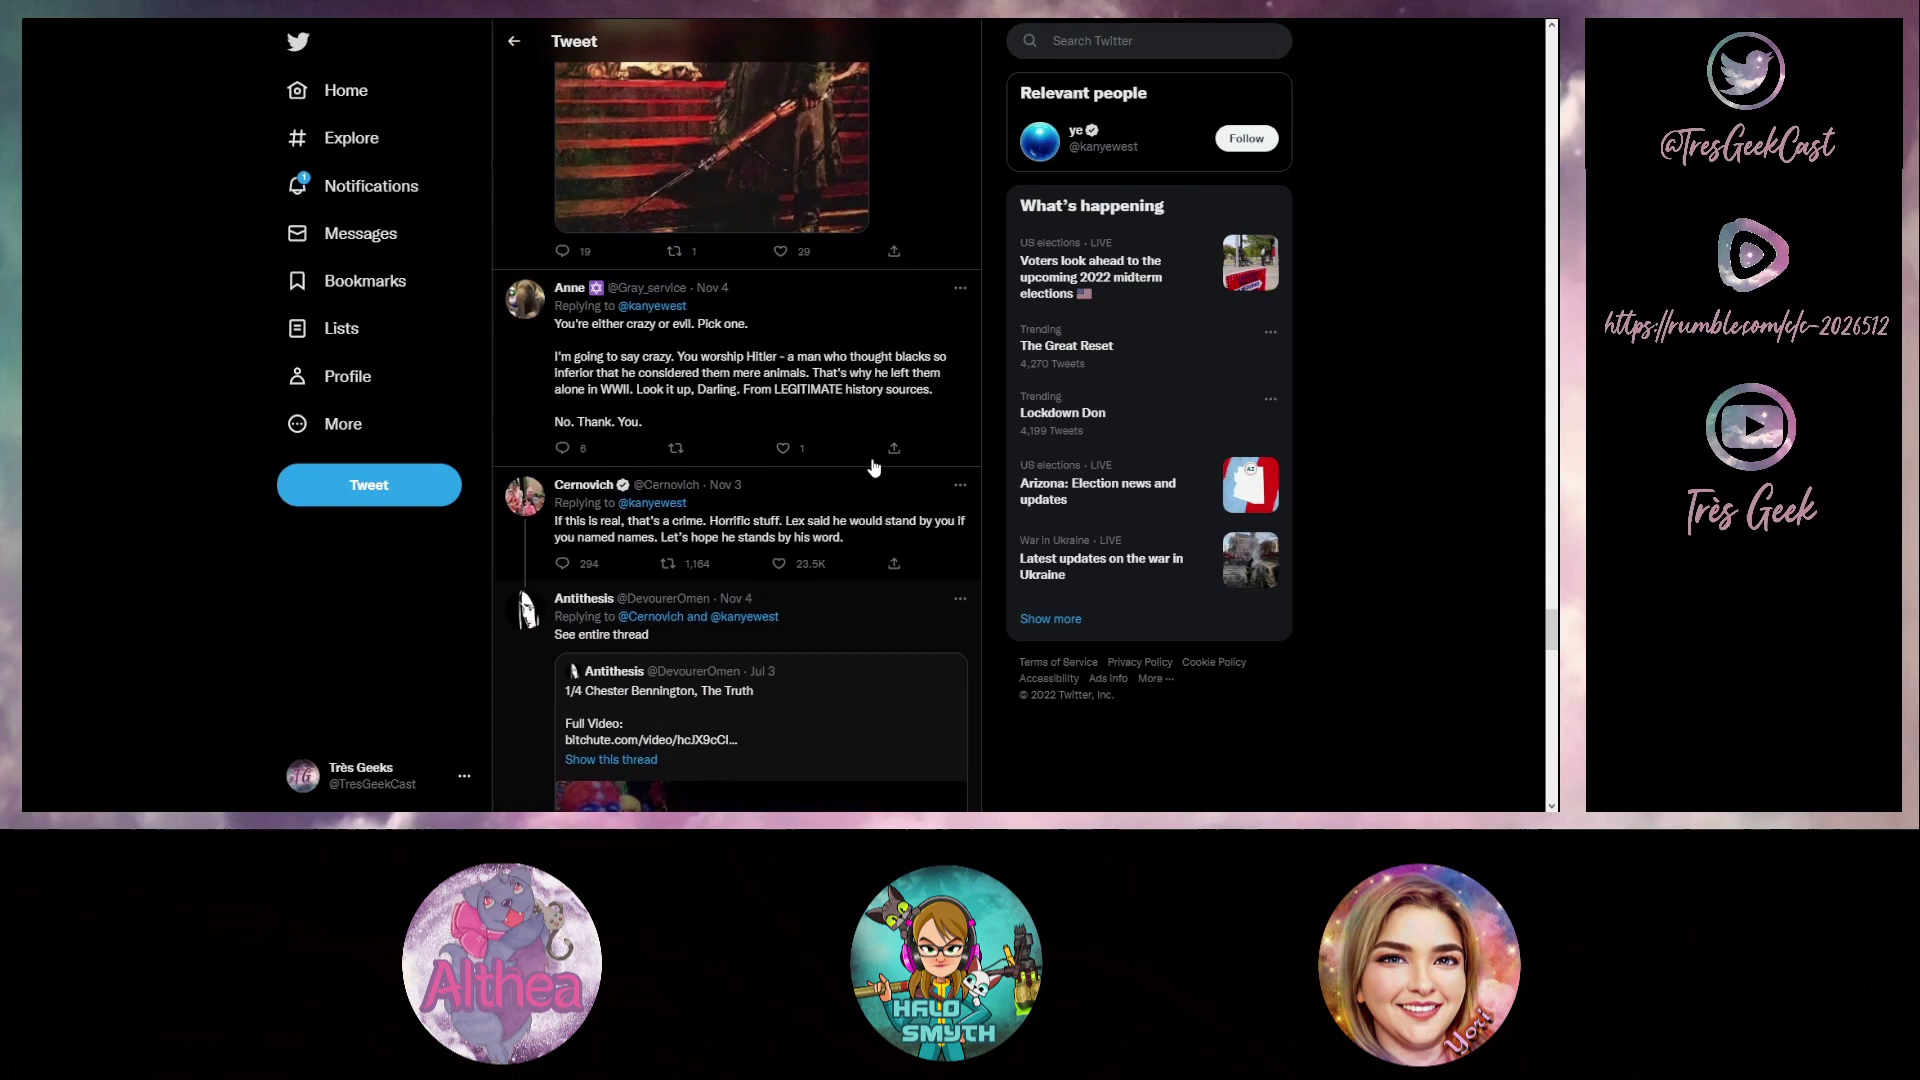 Home
Explore
1
Notifications
Messages
Bookmarks
Lists
Profile
More
Tweet
Très Geeks
@TresGeekCast
Tweet
19
1
29
Anne @Gray_service · Nov 4
Replying to @kanyewest
You're either crazy or evil. Pick one.
I'm going to say crazy. You worship Hitler - a man who thought blacks so
inferior that he considered them mere animals. That's why he left them
alone in WWII. Look it up, Darling. From LEGITIMATE history sources.
No. Thank. You.
6
1
Cernovich @Cernovich · Nov 3
Replying to @kanyewest
If this is real, that's a crime. Horrific stuff. Lex said he would stand by you if
you named names. Let's hope he stands by his word.
294
1,164
23.5K
Antithesis @DevourerOmen · Nov 4
Replying to @Cernovich and @kanyewest
See entire thread
Antithesis @DevourerOmen · Jul 3
1/4 Chester Bennington, The Truth
Full Video:
bitchute.com/video/hcJX9cCl...
Show this thread
Search Twitter
Relevant people
ye
@kanyewest
Follow
What's happening
US elections · LIVE
Voters look ahead to the
upcoming 2022 midterm
elections
Trending
The Great Reset
4,270 Tweets
Trending
Lockdown Don
4,199 Tweets
US elections · LIVE
Arizona: Election news and
updates
AZ
War in Ukraine · LIVE
Latest updates on the war in
Ukraine
Show more
Terms of Service Privacy Policy Cookie Policy
Accessibility Ads info More ···
© 2022 Twitter, Inc.
@TresGeekCast
https://rumble.com/c/c-2026512
Très Geek
Althea
HALO
SMYTH
Yori